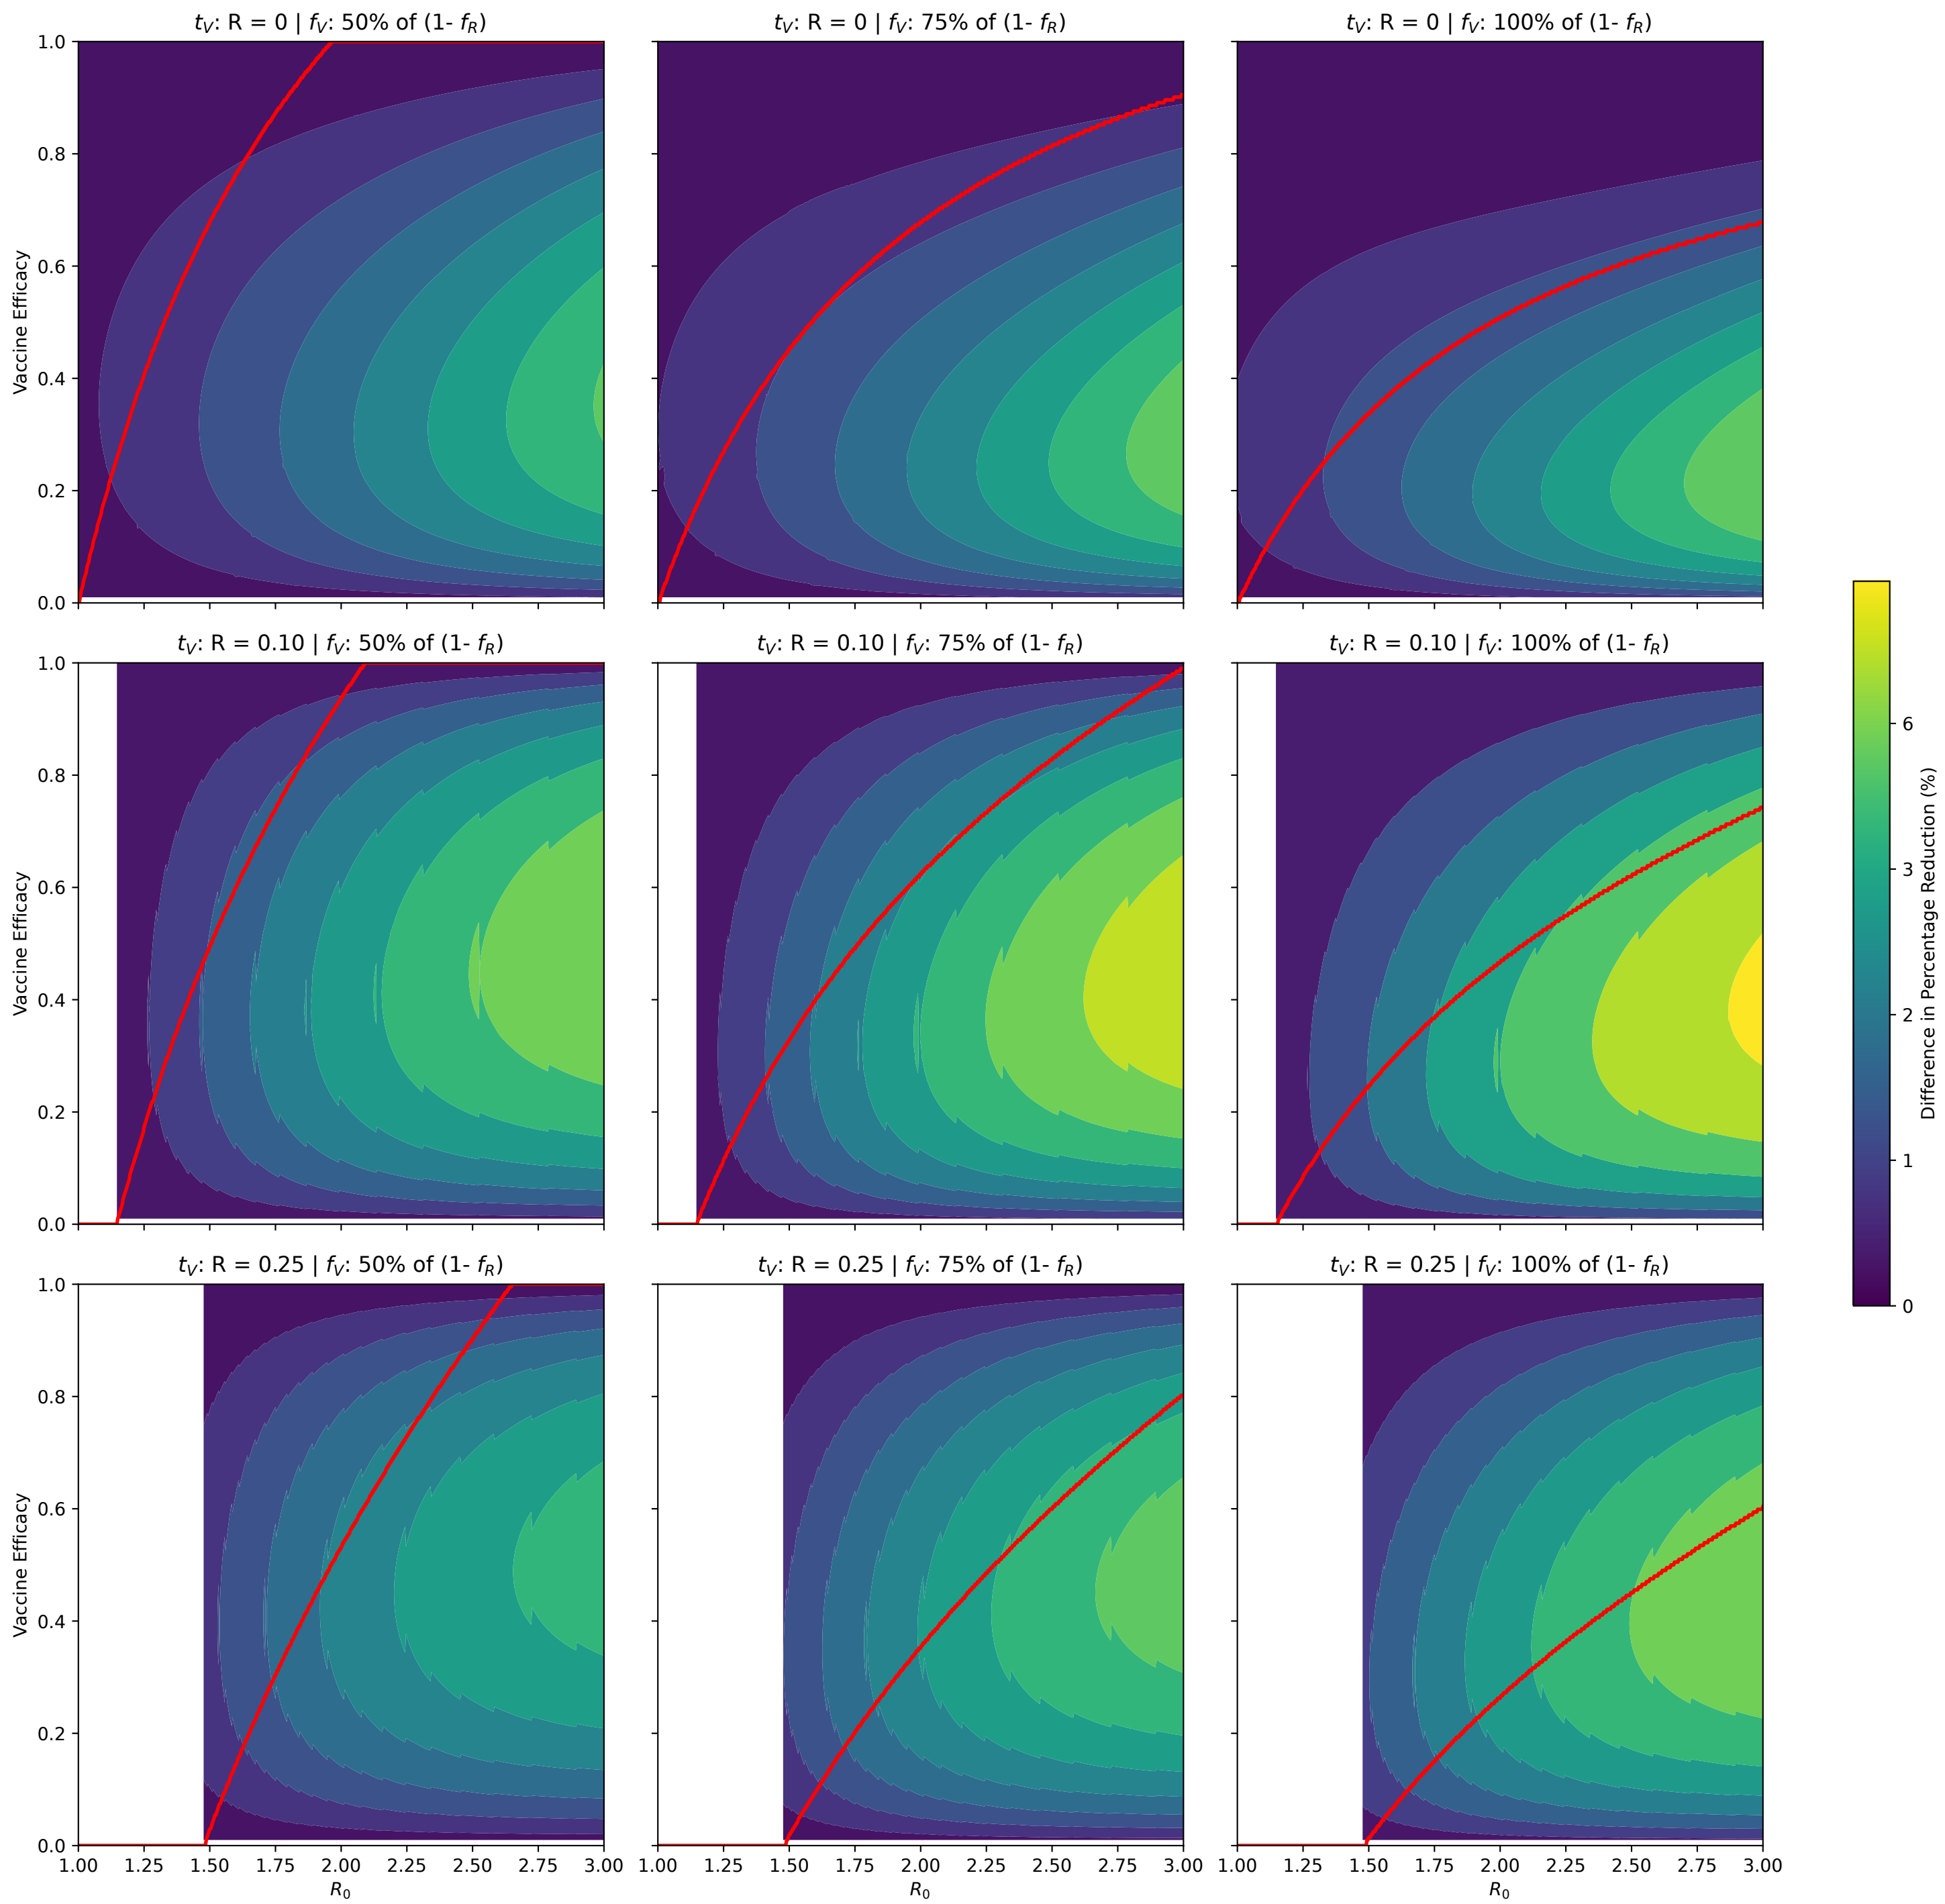 t_V: R = 0 | f_V: 50% of (1- f_R)
t_V: R = 0 | f_V: 75% of (1- f_R)
t_V: R = 0 | f_V: 100% of (1- f_R)
1.0
0.8
0.6
0.4
0.2
0.0
Vaccine Efficacy
t_V: R = 0.10 | f_V: 50% of (1- f_R)
t_V: R = 0.10 | f_V: 75% of (1- f_R)
t_V: R = 0.10 | f_V: 100% of (1- f_R)
1.0
0.8
0.6
0.4
0.2
0.0
Vaccine Efficacy
t_V: R = 0.25 | f_V: 50% of (1- f_R)
t_V: R = 0.25 | f_V: 75% of (1- f_R)
t_V: R = 0.25 | f_V: 100% of (1- f_R)
1.0
0.8
0.6
0.4
0.2
0.0
Vaccine Efficacy
1.00 1.25 1.50 1.75 2.00 2.25 2.50 2.75 3.00
1.00 1.25 1.50 1.75 2.00 2.25 2.50 2.75 3.00
1.00 1.25 1.50 1.75 2.00 2.25 2.50 2.75 3.00
R_0
R_0
R_0
6
3
2
1
0
Difference in Percentage Reduction (%)